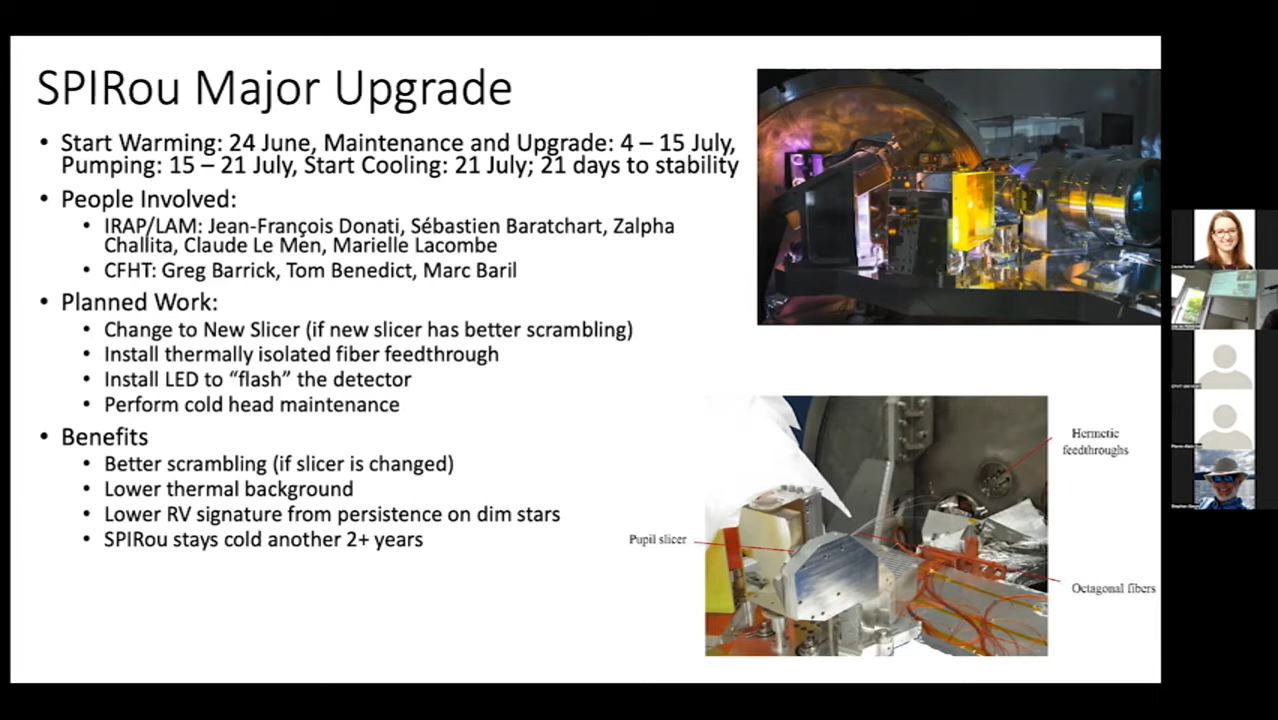 SPIRou Major Upgrade
• Start Warming: 24 June, Maintenance and Upgrade: 4 – 15 July,
Pumping: 15 – 21 July, Start Cooling: 21 July; 21 days to stability
• People Involved:
• IRAP/LAM: Jean-François Donati, Sébastien Baratchart, Zalpha
Challita, Claude Le Men, Marielle Lacombe
• CFHT: Greg Barrick, Tom Benedict, Marc Baril
• Planned Work:
• Change to New Slicer (if new slicer has better scrambling)
• Install thermally isolated fiber feedthrough
• Install LED to “flash” the detector
• Perform cold head maintenance
• Benefits
• Better scrambling (if slicer is changed)
• Lower thermal background
• Lower RV signature from persistence on dim stars
• SPIRou stays cold another 2+ years
Hermetic
feedthroughs
Pupil slicer
Octagonal fibers